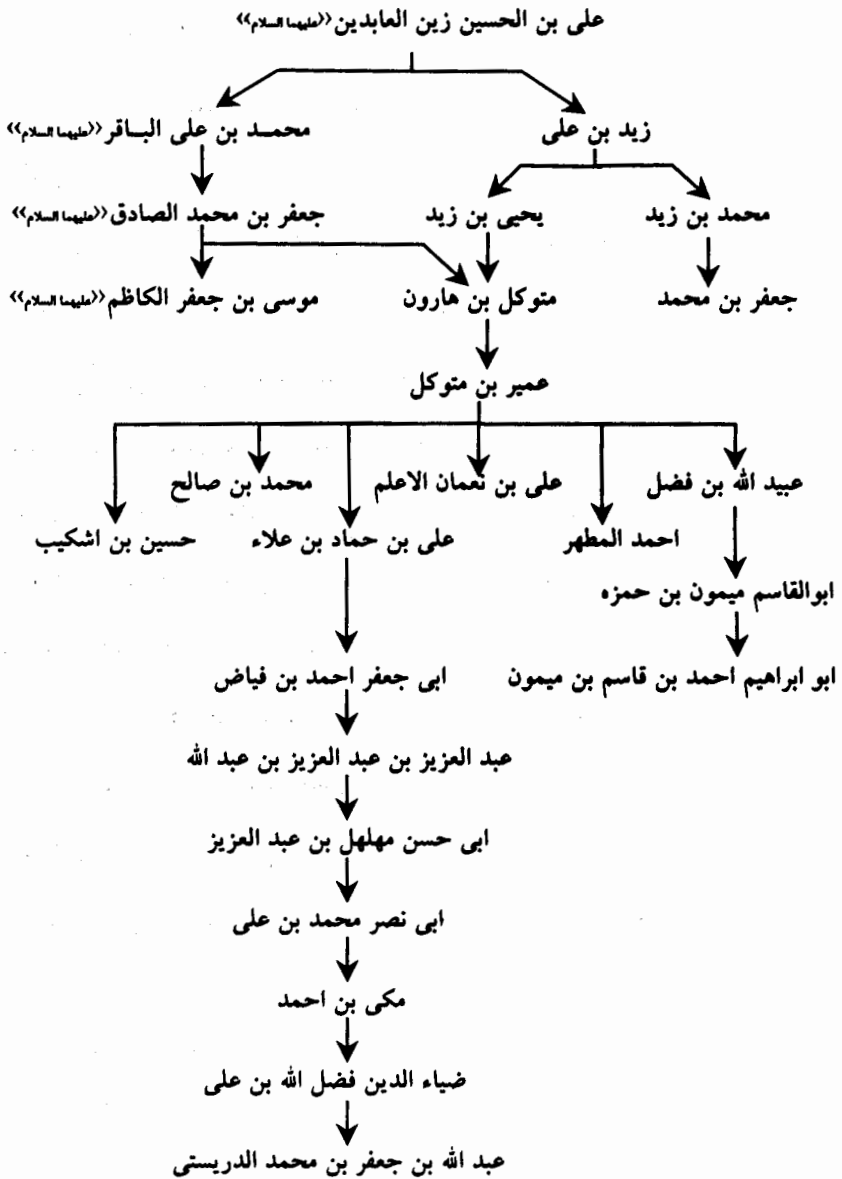 علی بن الحسین زین العابدین «علیهما السلام»
زید بن علی
محمد بن علی الباقر «علیهما السلام»
محمد بن زید
یحیی بن زید
جعفر بن محمد الصادق «علیهما السلام»
جعفر بن محمد
متوکل بن هارون
موسی بن جعفر الکاظم «علیهما السلام»
عمیر بن متوکل
عبید الله بن فضل
علی بن نعمان الاعلم
محمد بن صالح
احمد المطهر
علی بن حماد بن علاء
حسین بن اشکیب
ابوالقاسم میمون بن حمزه
ابو ابراهیم احمد بن قاسم بن میمون
ابی جعفر احمد بن فیاض
عبد العزیز بن عبد العزیز بن عبد الله
ابی حسن مهلهل بن عبد العزیز
ابی نصر محمد بن علی
مکی بن احمد
ضیاء الدین فضل الله بن علی
عبد الله بن جعفر بن محمد الدریستی